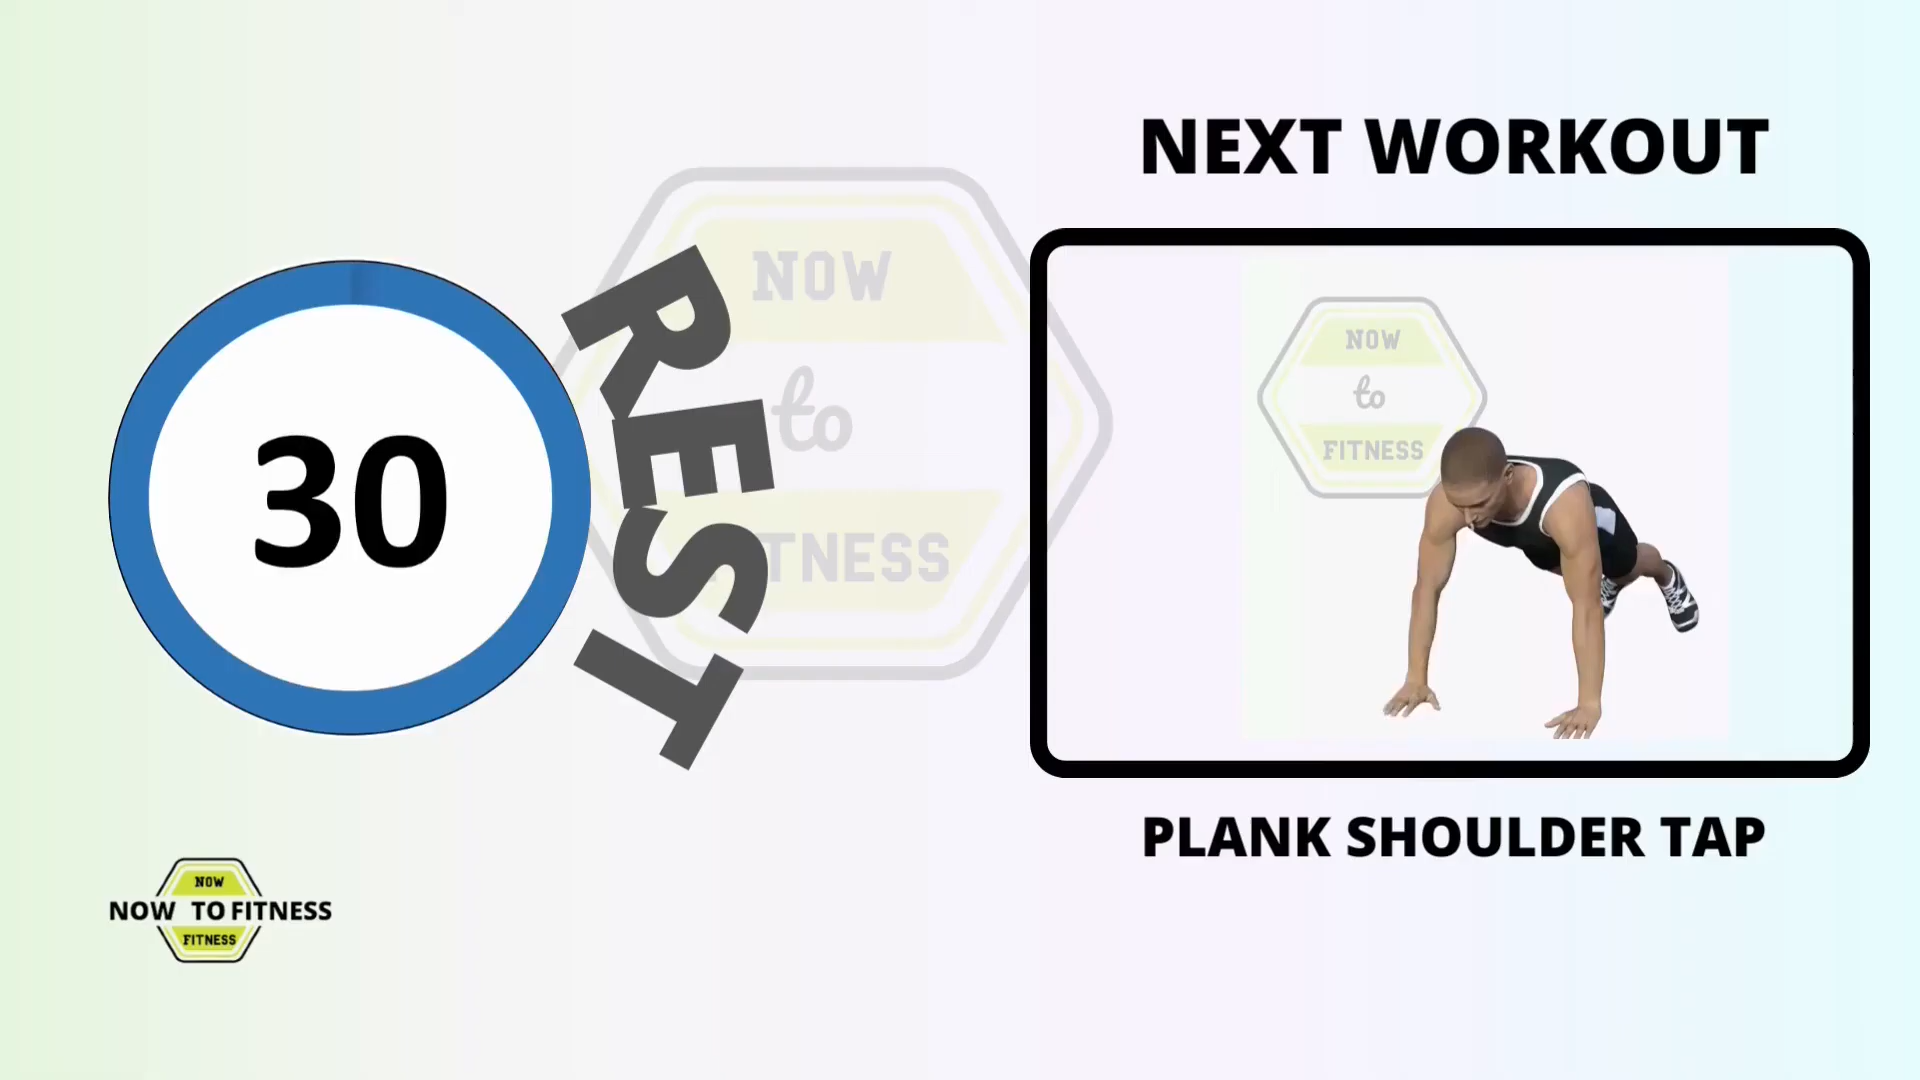 NEXT WORKOUT
30
REST
NOW
to
FITNESS
NOW
to
FITNESS
PLANK SHOULDER TAP
NOW
NOW TO FITNESS
FITNESS